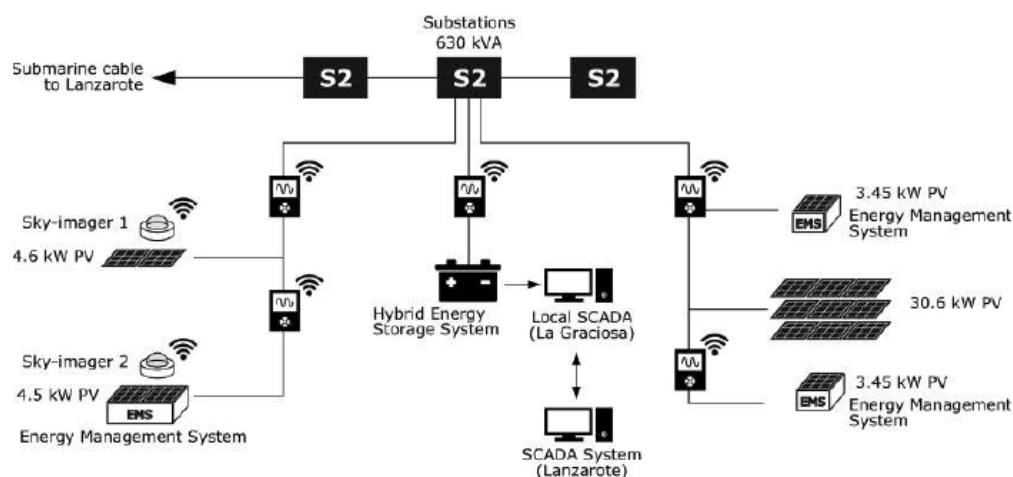 Substations
630 kVA
Submarine cable
to Lanzarote
S2
S2
S2
Sky-imager 1
4.6 kW PV
Sky-imager 2
4.5 kW PV
EMS
Energy Management System
+ -
Hybrid Energy
Storage System
Local SCADA
(La Graciosa)
SCADA System
(Lanzarote)
EMS
3.45 kW PV
Energy Management
System
30.6 kW PV
EMS
3.45 kW PV
Energy Management
System